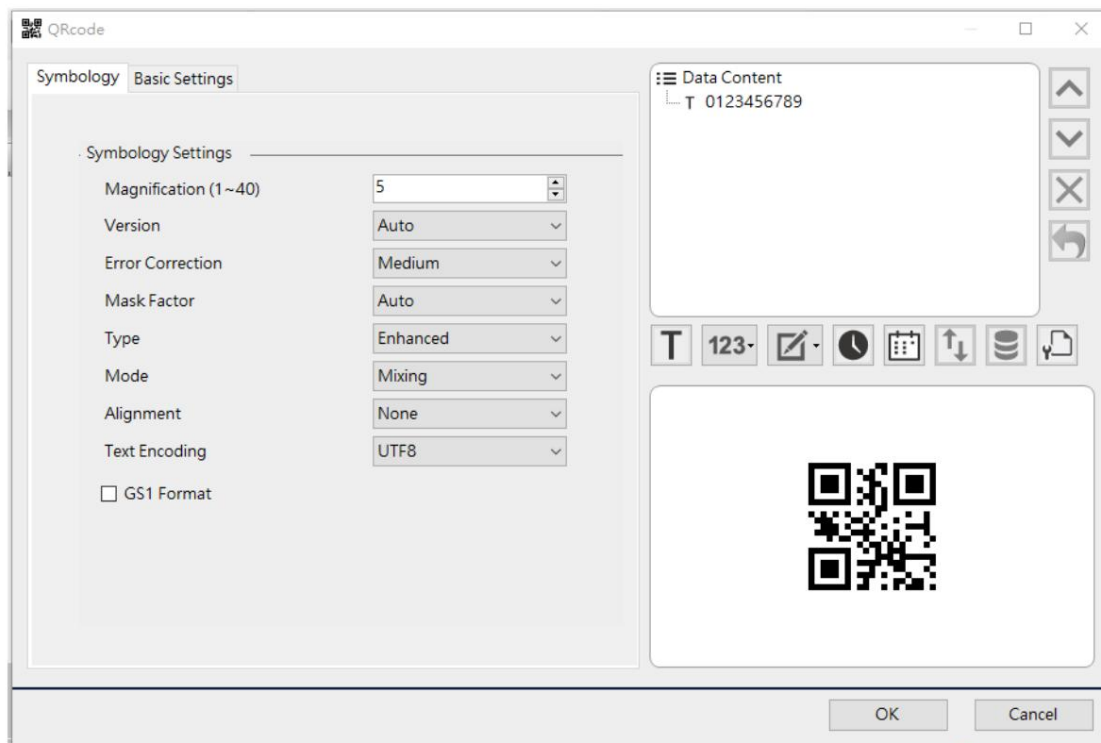 QRcode
Symbology
Basic Settings
Symbology Settings
Magnification (1~40)
5
Version
Auto
Error Correction
Medium
Mask Factor
Auto
Type
Enhanced
Mode
Mixing
Alignment
None
Text Encoding
UTF8
GS1 Format
Data Content
T 0123456789
T
123
OK
Cancel